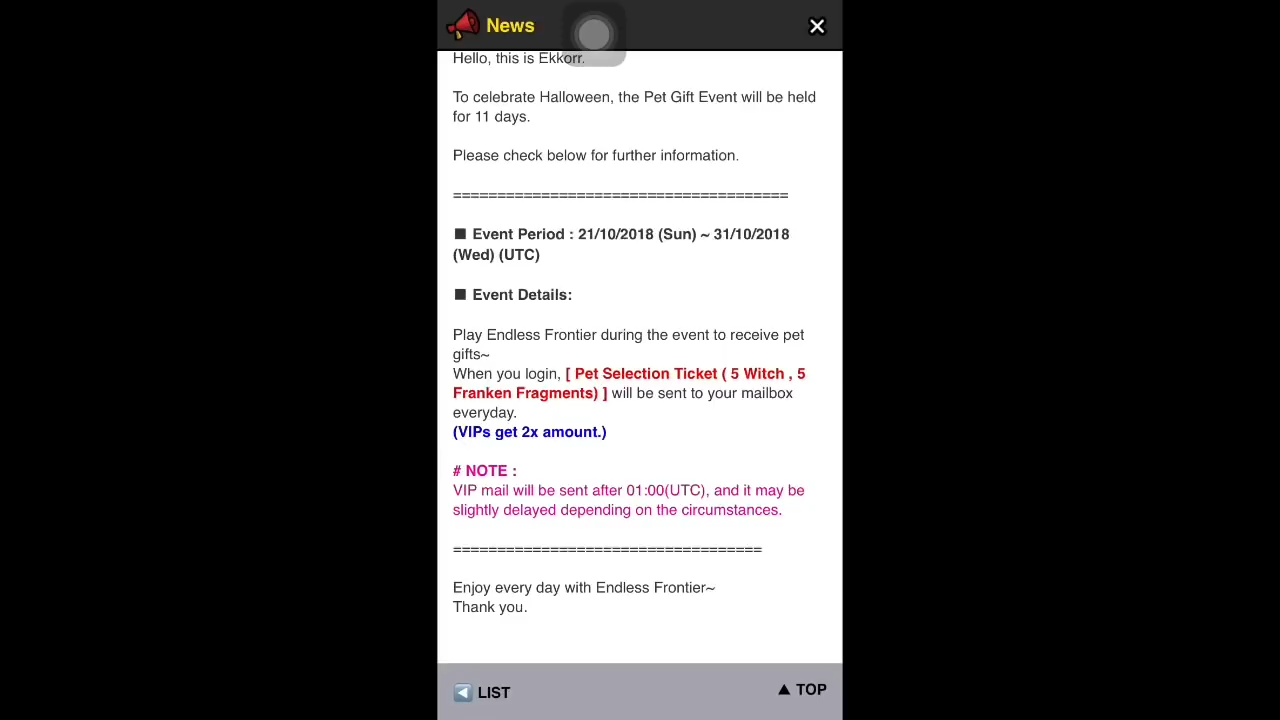 News
Hello, this is Ekkorr.
To celebrate Halloween, the Pet Gift Event will be held
for 11 days.
Please check below for further information.
======================================
■ Event Period : 21/10/2018 (Sun) ~ 31/10/2018
(Wed) (UTC)
■ Event Details:
Play Endless Frontier during the event to receive pet
gifts~
When you login, [ Pet Selection Ticket ( 5 Witch , 5
Franken Fragments) ] will be sent to your mailbox
everyday.
(VIPs get 2x amount.)
# NOTE :
VIP mail will be sent after 01:00(UTC), and it may be
slightly delayed depending on the circumstances.
===================================
Enjoy every day with Endless Frontier~
Thank you.
LIST
▲ TOP